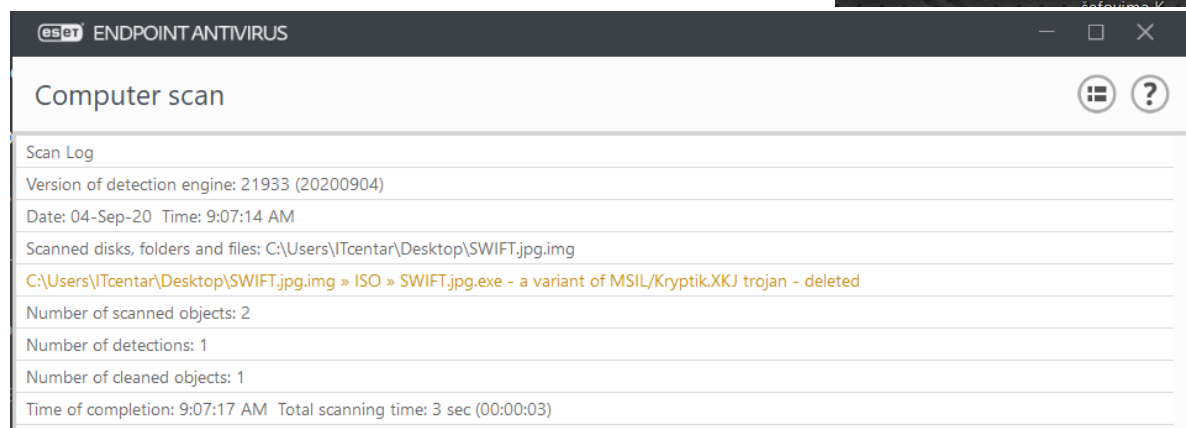 šefovima K
eset ENDPOINT ANTIVIRUS
Computer scan
?
Scan Log
Version of detection engine: 21933 (20200904)
Date: 04-Sep-20 Time: 9:07:14 AM
Scanned disks, folders and files: C:\Users\ITcentar\Desktop\SWIFT.jpg.img
C:\Users\ITcentar\Desktop\SWIFT.jpg.img » ISO » SWIFT.jpg.exe - a variant of MSIL/Kryptik.XKJ trojan - deleted
Number of scanned objects: 2
Number of detections: 1
Number of cleaned objects: 1
Time of completion: 9:07:17 AM Total scanning time: 3 sec (00:00:03)